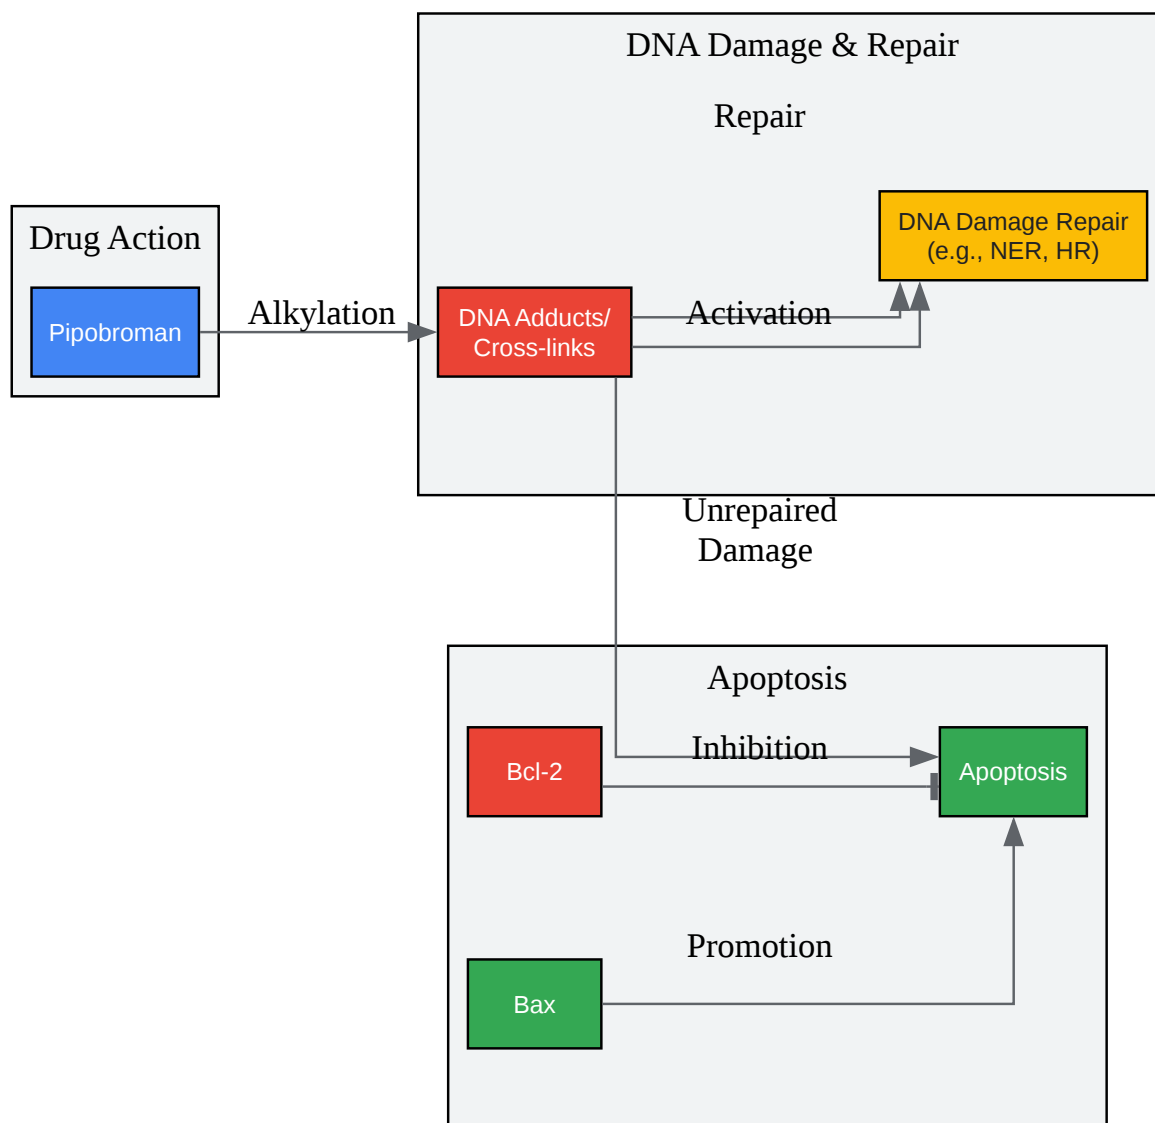 DNA Damage & Repair
Repair
Drug Action
DNA Damage Repair
(e.g., NER, HR)
Pipobroman
Alkylation
DNA Adducts/
Cross-links
Activation
Unrepaired
Damage
Apoptosis
Inhibition
Bcl-2
Apoptosis
Promotion
Bax